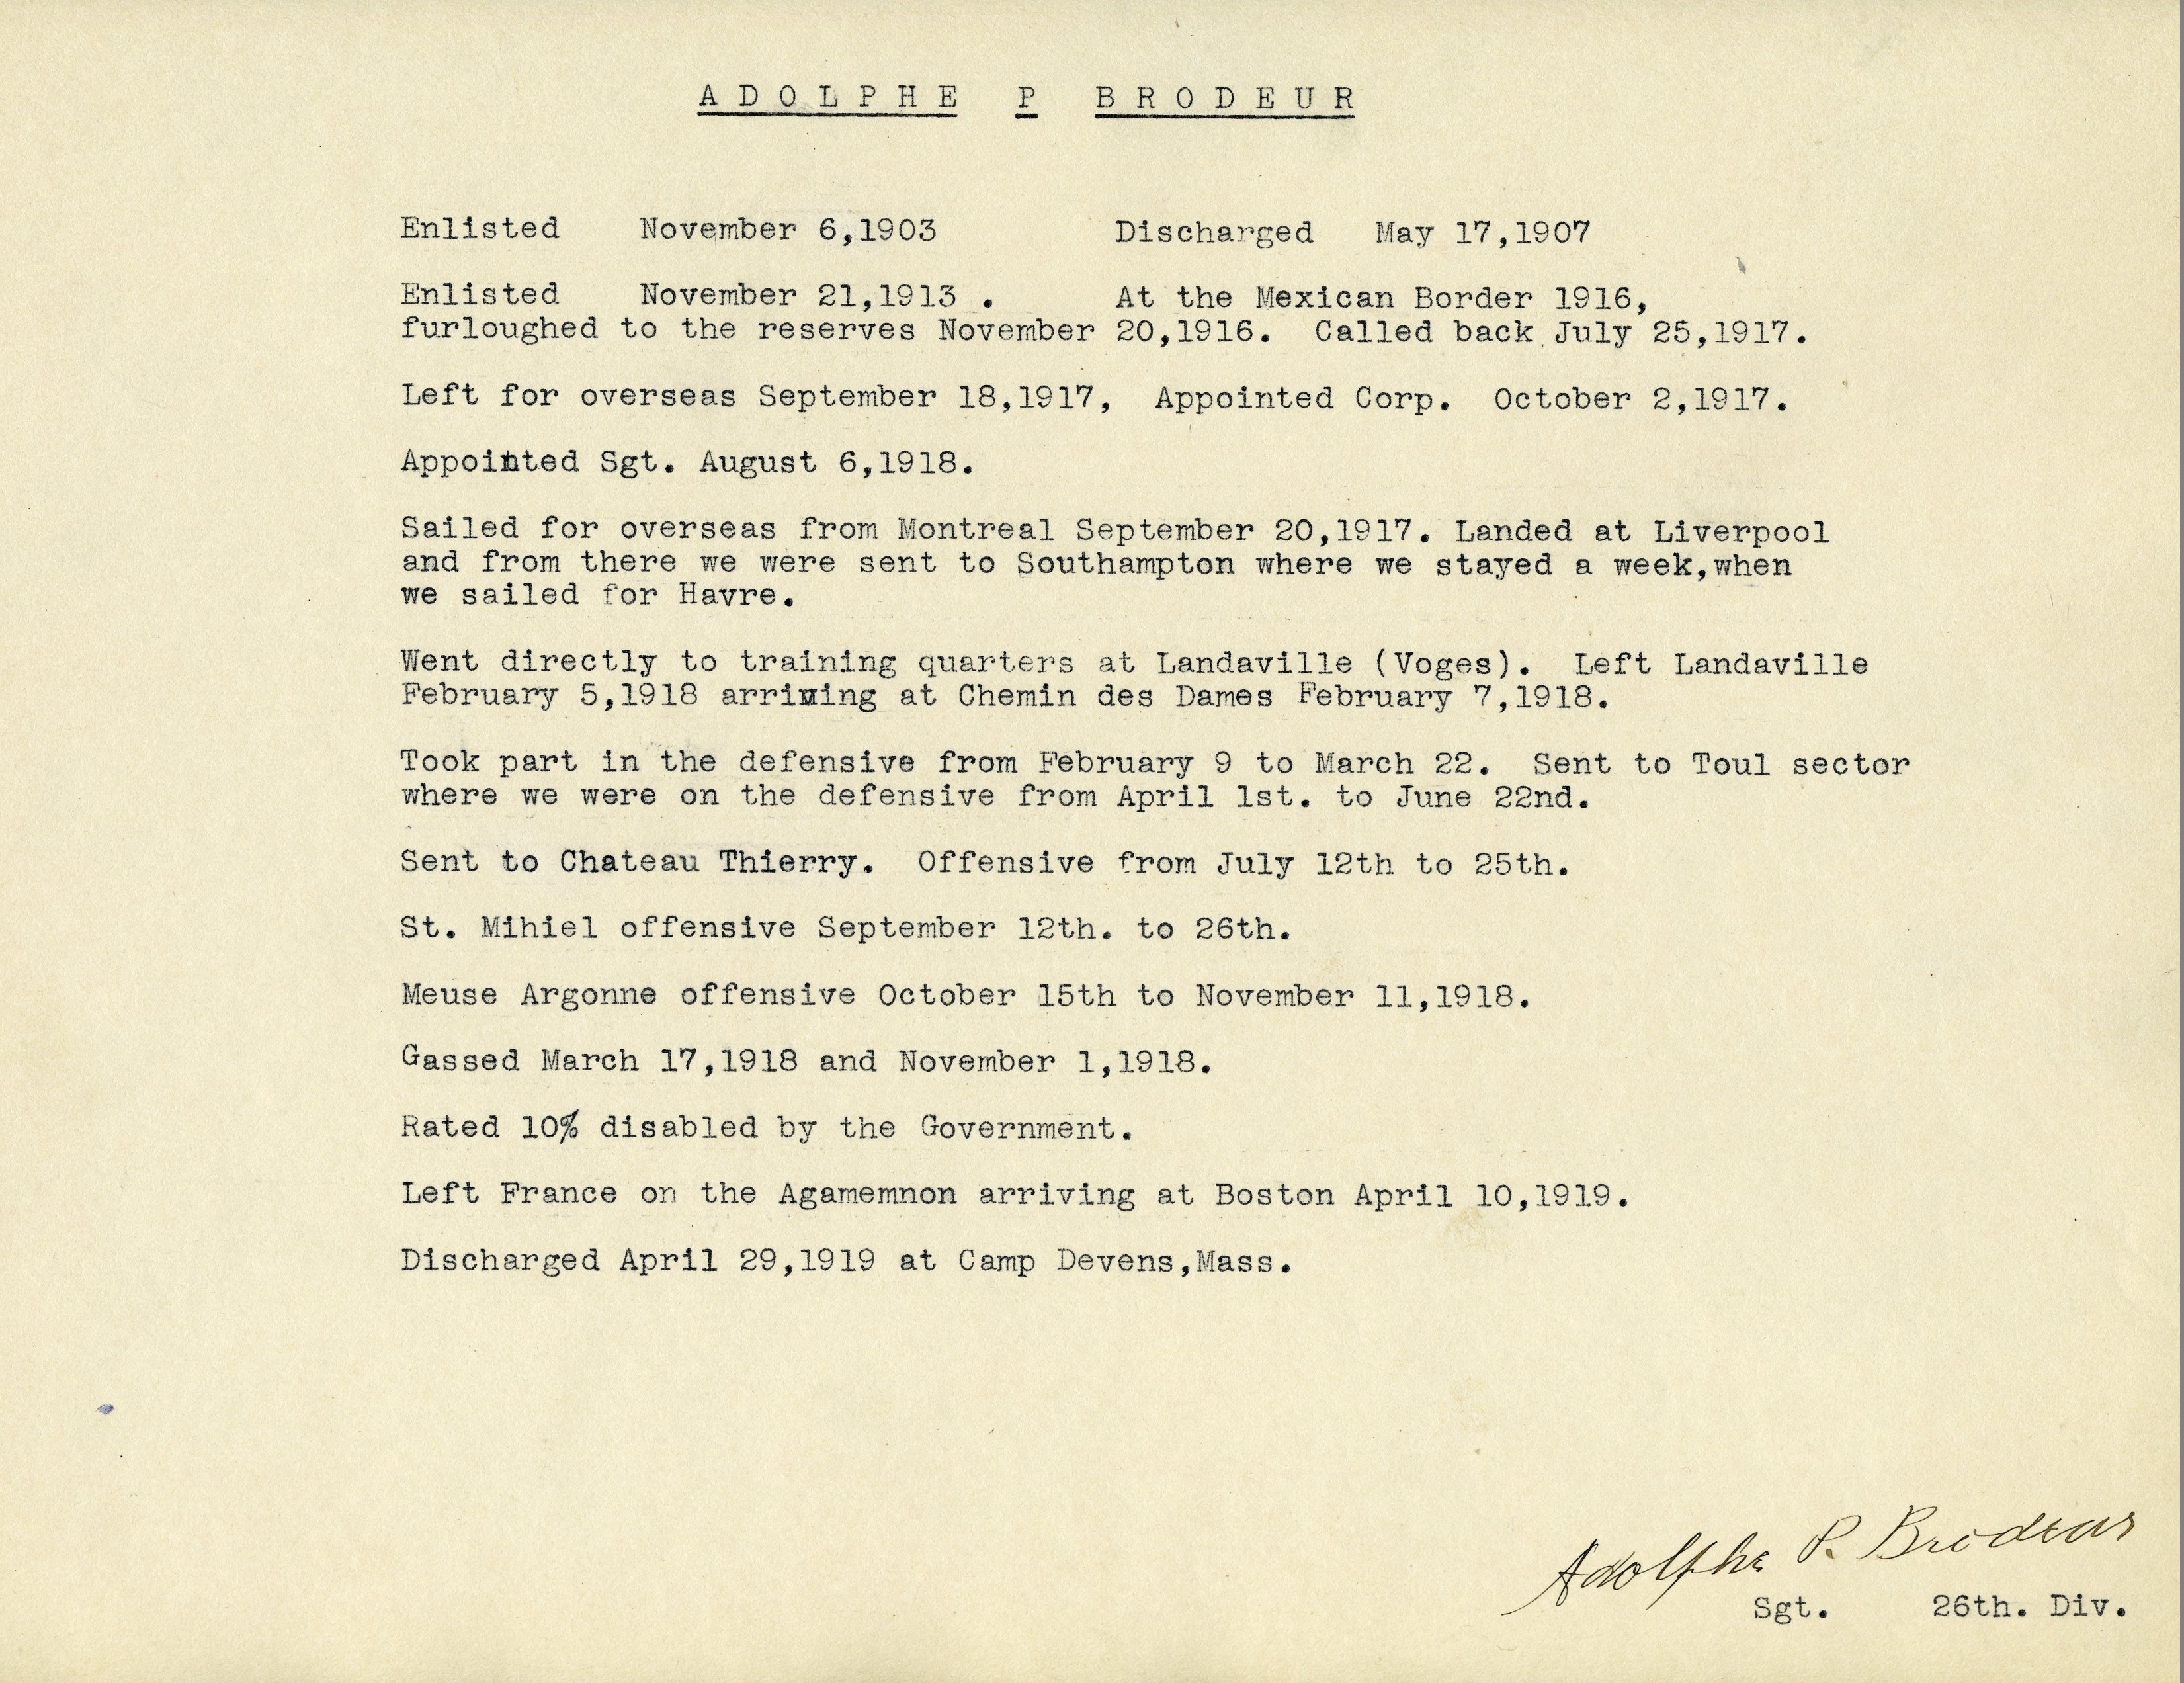 ADOLPHE P BRODEUR
Enlisted November 6,1903 Discharged May 17,1907
Enlisted November 21,1913 . At the Mexican Border 1916,
furloughed to the reserves November 20,1916. Called back July 25,1917.
Left for overseas September 18,1917, Appointed Corp. October 2,1917.
Appointed Sgt. August 6,1918.
Sailed for overseas from Montreal September 20,1917. Landed at Liverpool
and from there we were sent to Southampton where we stayed a week,when
we sailed for Havre.
Went directly to training quarters at Landaville (Voges). Left Landaville
February 5,1918 arriving at Chemin des Dames February 7,1918.
Took part in the defensive from February 9 to March 22. Sent to Toul sector
where we were on the defensive from April 1st. to June 22nd.
Sent to Chateau Thierry. Offensive from July 12th to 25th.
St. Mihiel offensive September 12th. to 26th.
Meuse Argonne offensive October 15th to November 11,1918.
Gassed March 17,1918 and November 1,1918.
Rated 10% disabled by the Government.
Left France on the Agamemnon arriving at Boston April 10,1919.
Discharged April 29,1919 at Camp Devens,Mass.
Adolphe P. Brodeur
Sgt. 26th. Div.